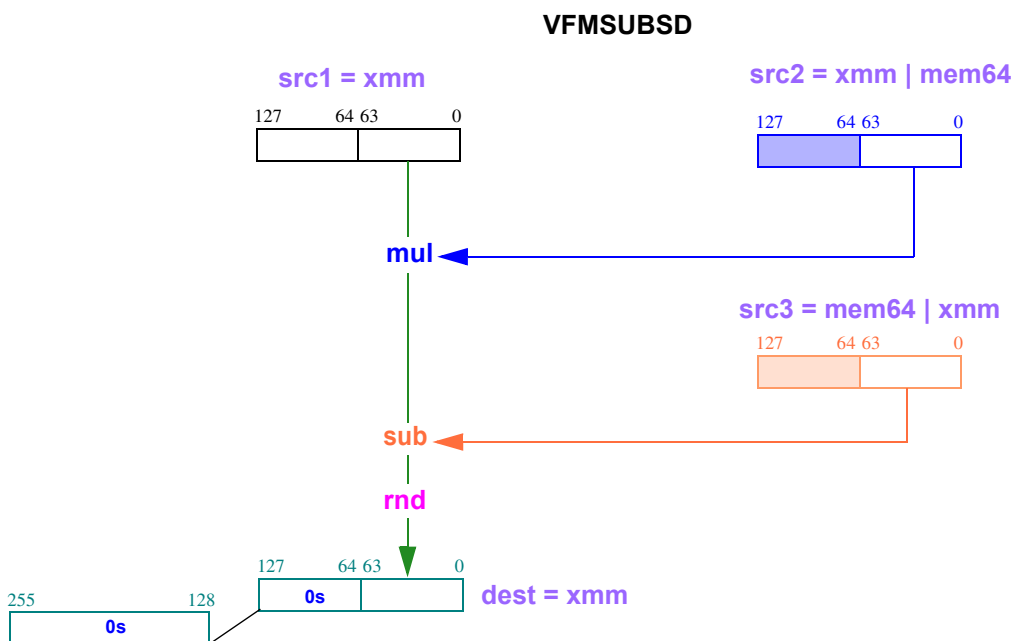 VFMSUBSD
src1 = xmm
src2 = xmm | mem64
127 64 63 0
127 64 63 0
mul
src3 = mem64 | xmm
127 64 63 0
sub
rnd
127 64 63 0
0s
dest = xmm
255 128
0s